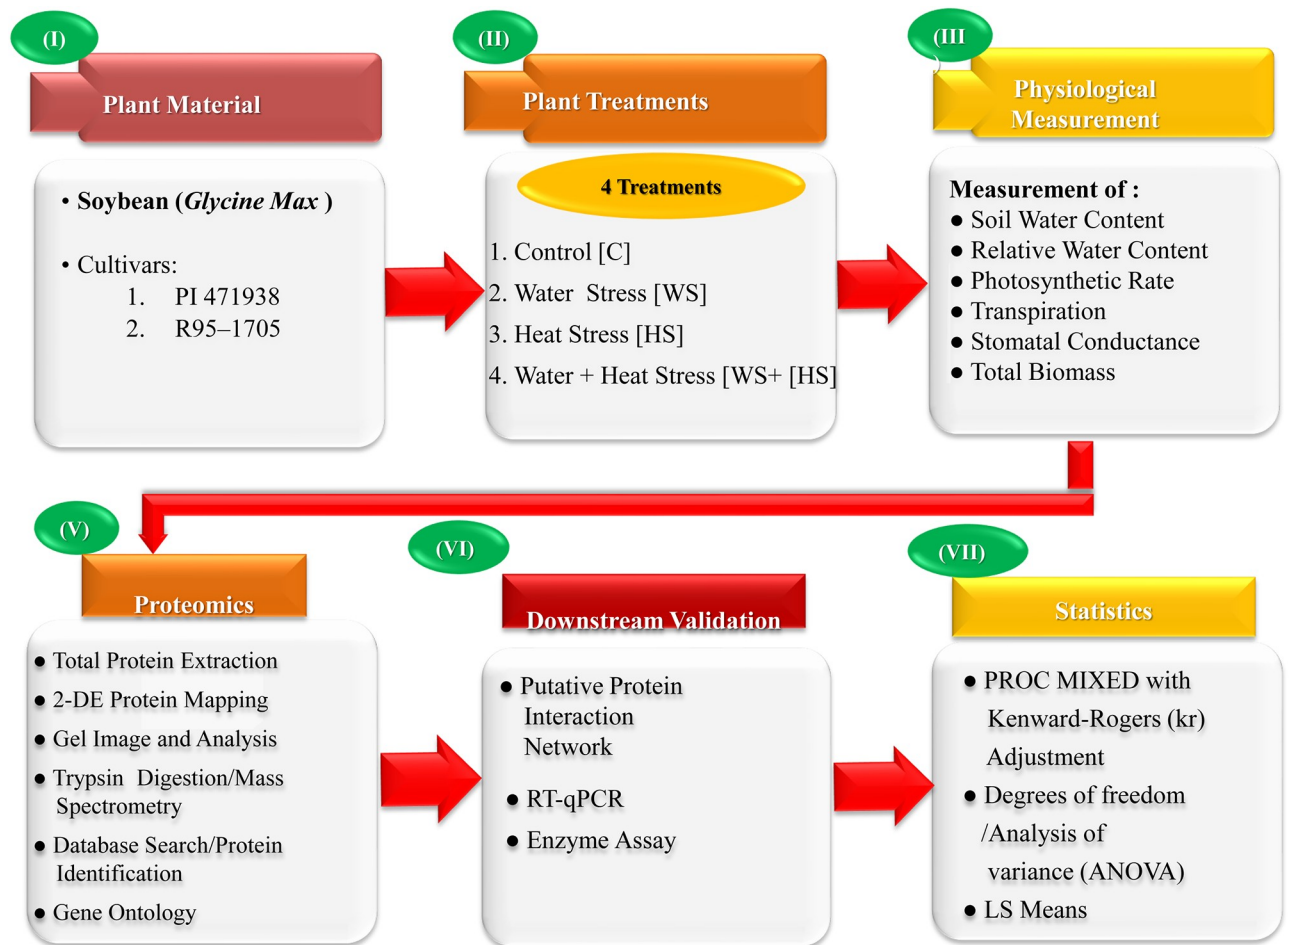 (I)
Plant Material
• Soybean (Glycine Max )
• Cultivars:
1. PI 471938
2. R95–1705
(II)
Plant Treatments
4 Treatments
1. Control [C]
2. Water Stress [WS]
3. Heat Stress [HS]
4. Water + Heat Stress [WS+ [HS]
(III
)
Physiological
Measurement
Measurement of :
● Soil Water Content
● Relative Water Content
● Photosynthetic Rate
● Transpiration
● Stomatal Conductance
● Total Biomass
(V)
Proteomics
● Total Protein Extraction
● 2-DE Protein Mapping
● Gel Image and Analysis
● Trypsin Digestion/Mass
Spectrometry
● Database Search/Protein
Identification
● Gene Ontology
(VI)
Downstream Validation
● Putative Protein
Interaction
Network
● RT-qPCR
● Enzyme Assay
(VII)
Statistics
● PROC MIXED with
Kenward-Rogers (kr)
Adjustment
● Degrees of freedom
/Analysis of
variance (ANOVA)
● LS Means